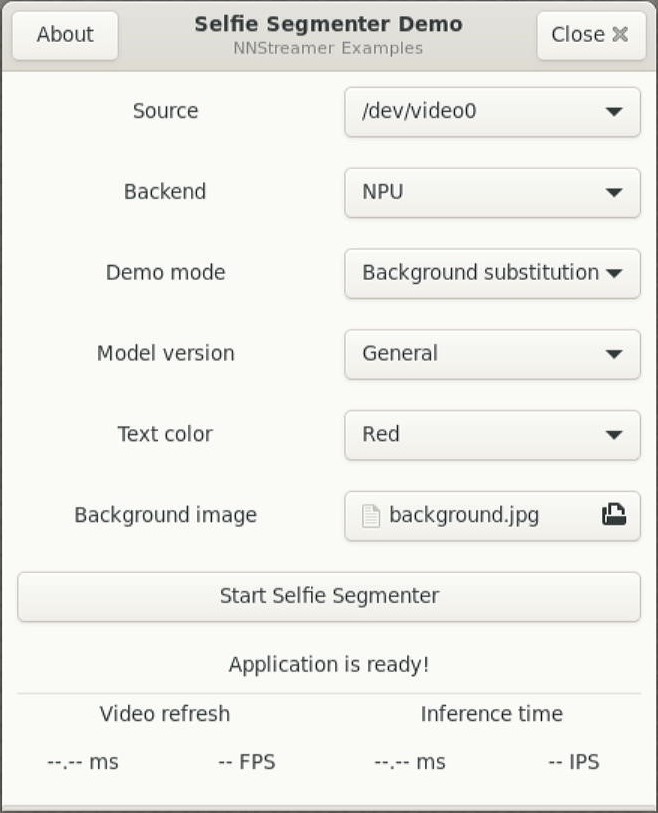 About
Selfie Segmenter Demo
NNStreamer Examples
Close
Source
/dev/video0
Backend
NPU
Demo mode
Background substitution
Model version
General
Text color
Red
Background image
background.jpg
Start Selfie Segmenter
Application is ready!
Video refresh
Inference time
--.-- ms
-- FPS
--.-- ms
-- IPS